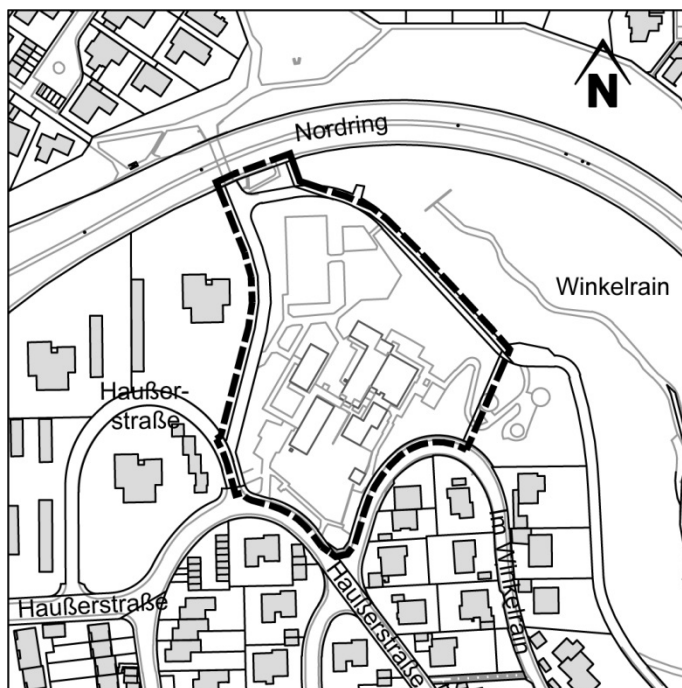 N
Nordring
Winkelrain
Haußer-
straße
Im Winkelrain
Haußerstraße
Haußerstraße